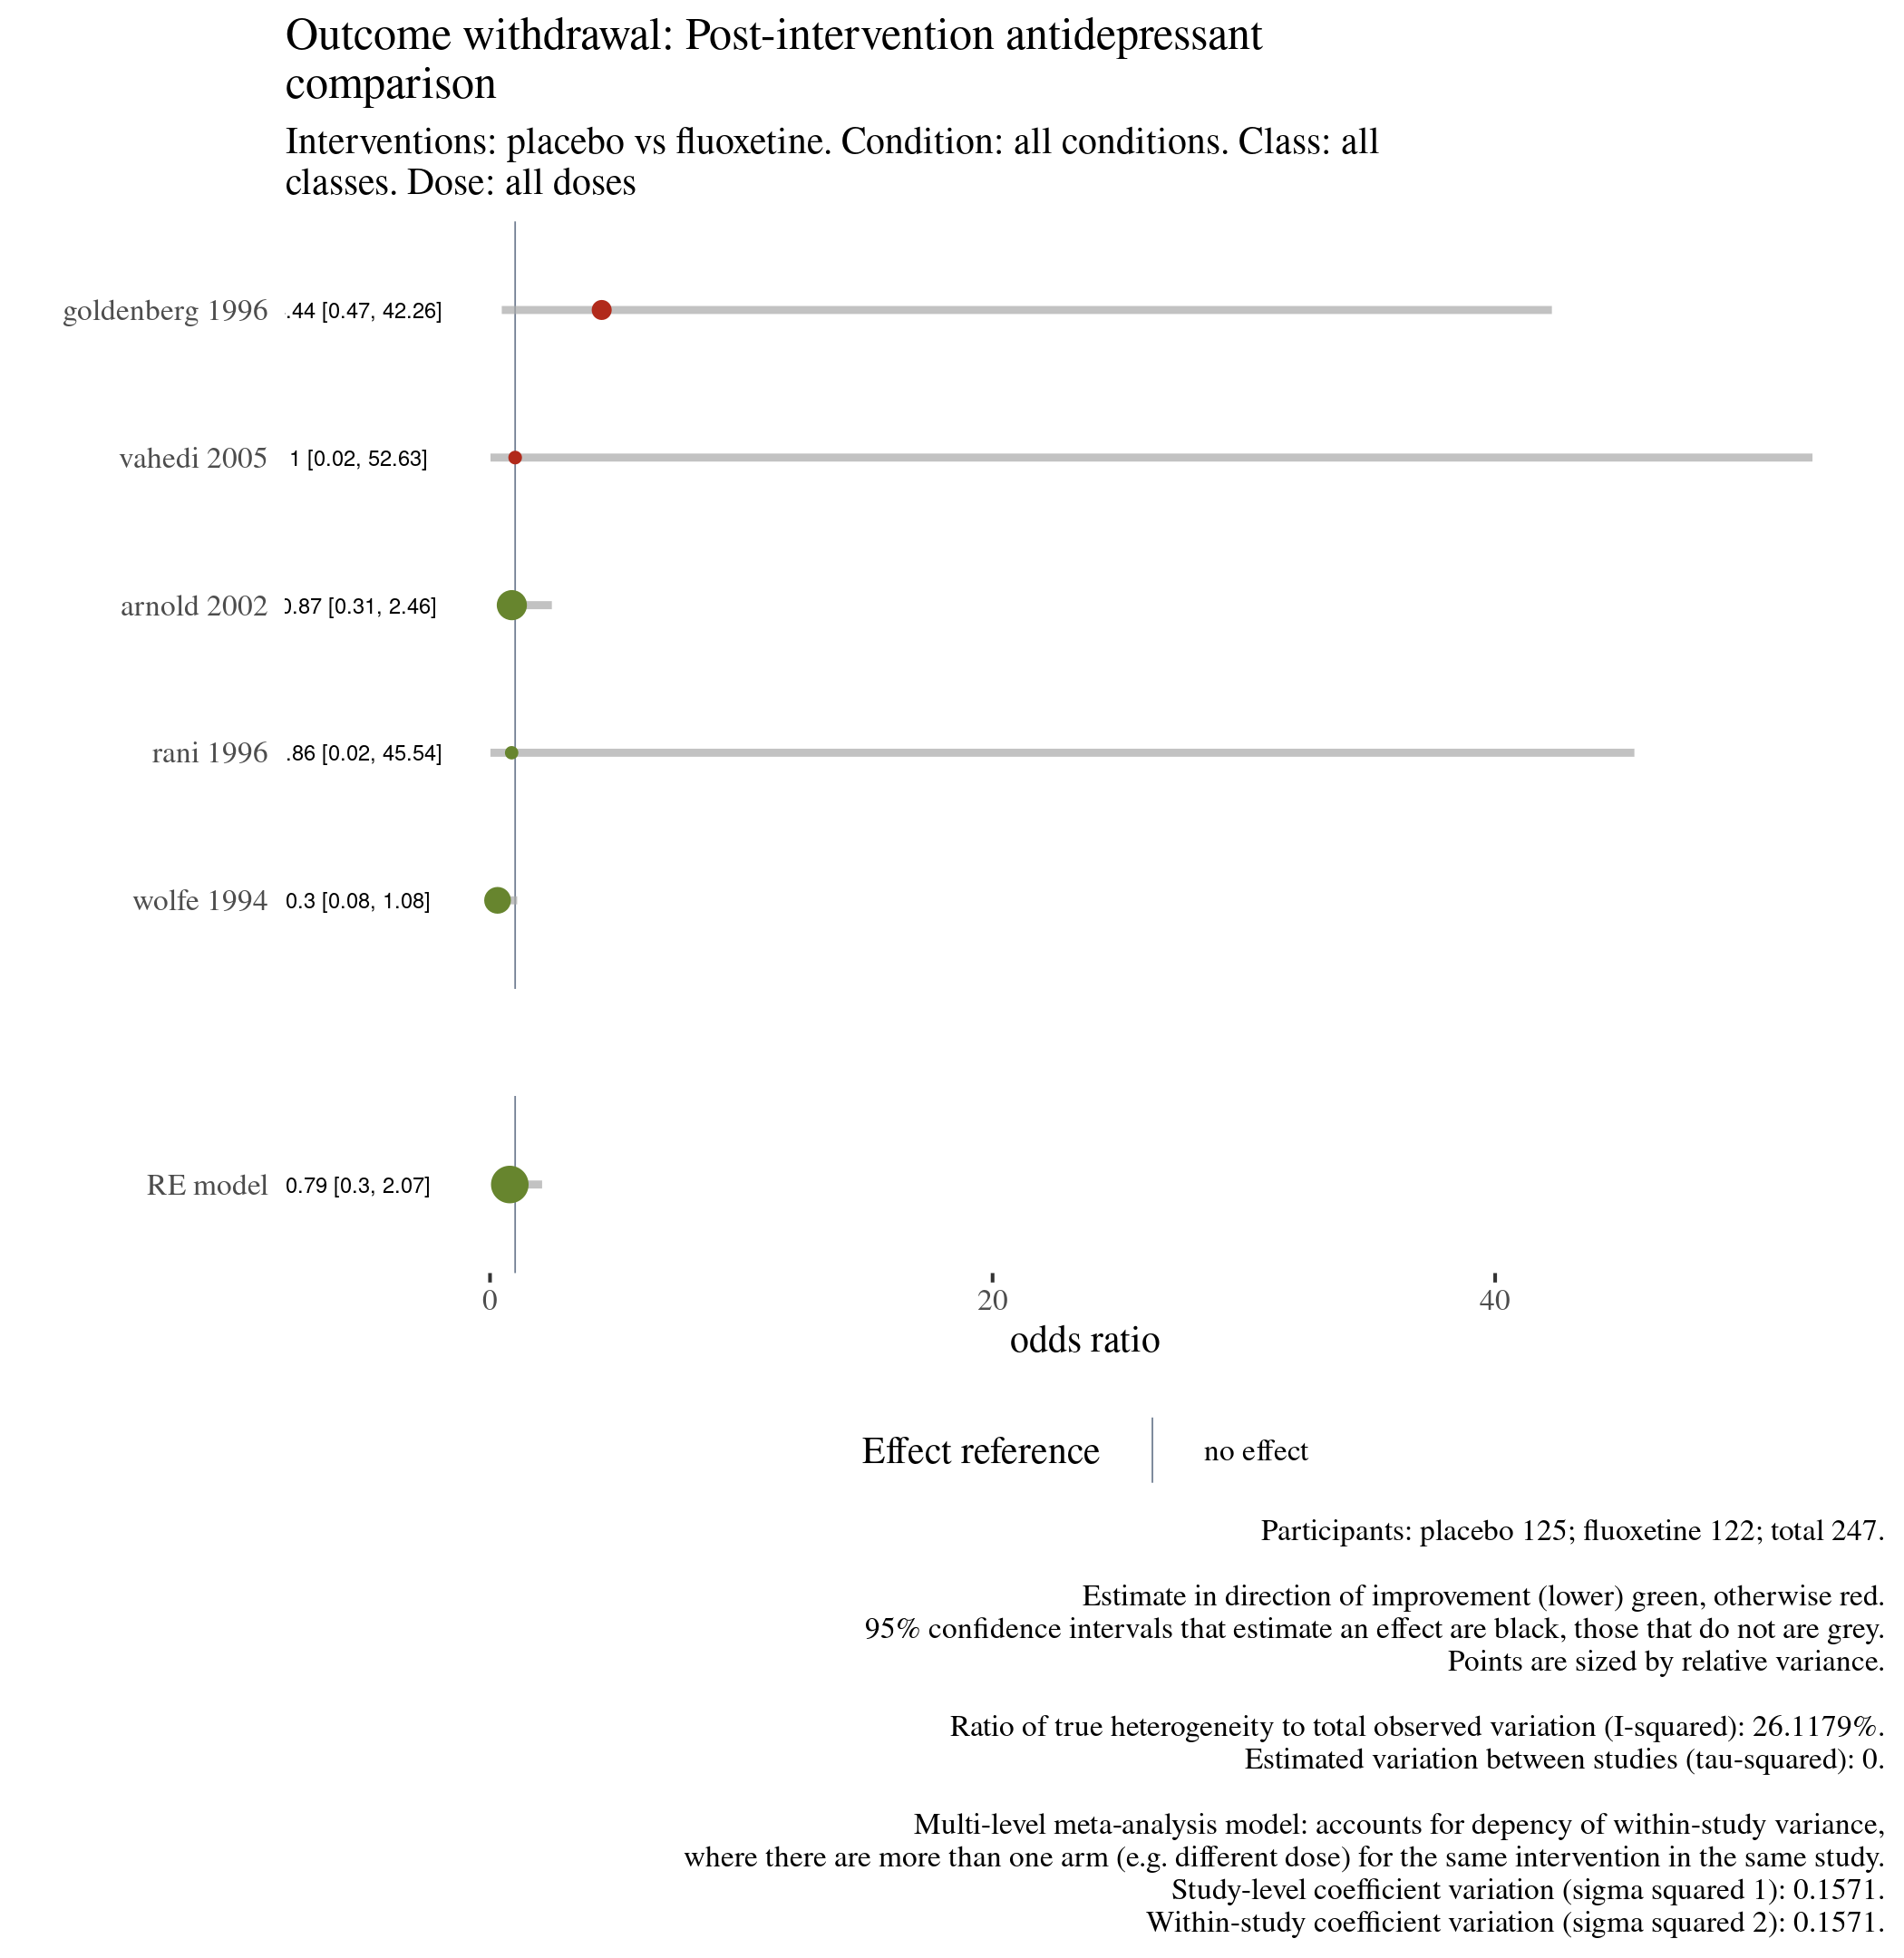 Outcome withdrawal: Post-intervention antidepressant
comparison
Interventions: placebo vs fluoxetine. Condition: all conditions. Class: all
classes. Dose: all doses
goldenberg 1996 .44 [0.47, 42.26]
vahedi 2005 1 [0.02, 52.63]
arnold 2002 0.87 [0.31, 2.46]
rani 1996 .86 [0.02, 45.54]
wolfe 1994 0.3 [0.08, 1.08]
RE model 0.79 [0.3, 2.07]
0 20 40
odds ratio
Effect reference no effect
Participants: placebo 125; fluoxetine 122; total 247.
Estimate in direction of improvement (lower) green, otherwise red.
95% confidence intervals that estimate an effect are black, those that do not are grey.
Points are sized by relative variance.
Ratio of true heterogeneity to total observed variation (I-squared): 26.1179%.
Estimated variation between studies (tau-squared): 0.
Multi-level meta-analysis model: accounts for depency of within-study variance,
where there are more than one arm (e.g. different dose) for the same intervention in the same study.
Study-level coefficient variation (sigma squared 1): 0.1571.
Within-study coefficient variation (sigma squared 2): 0.1571.